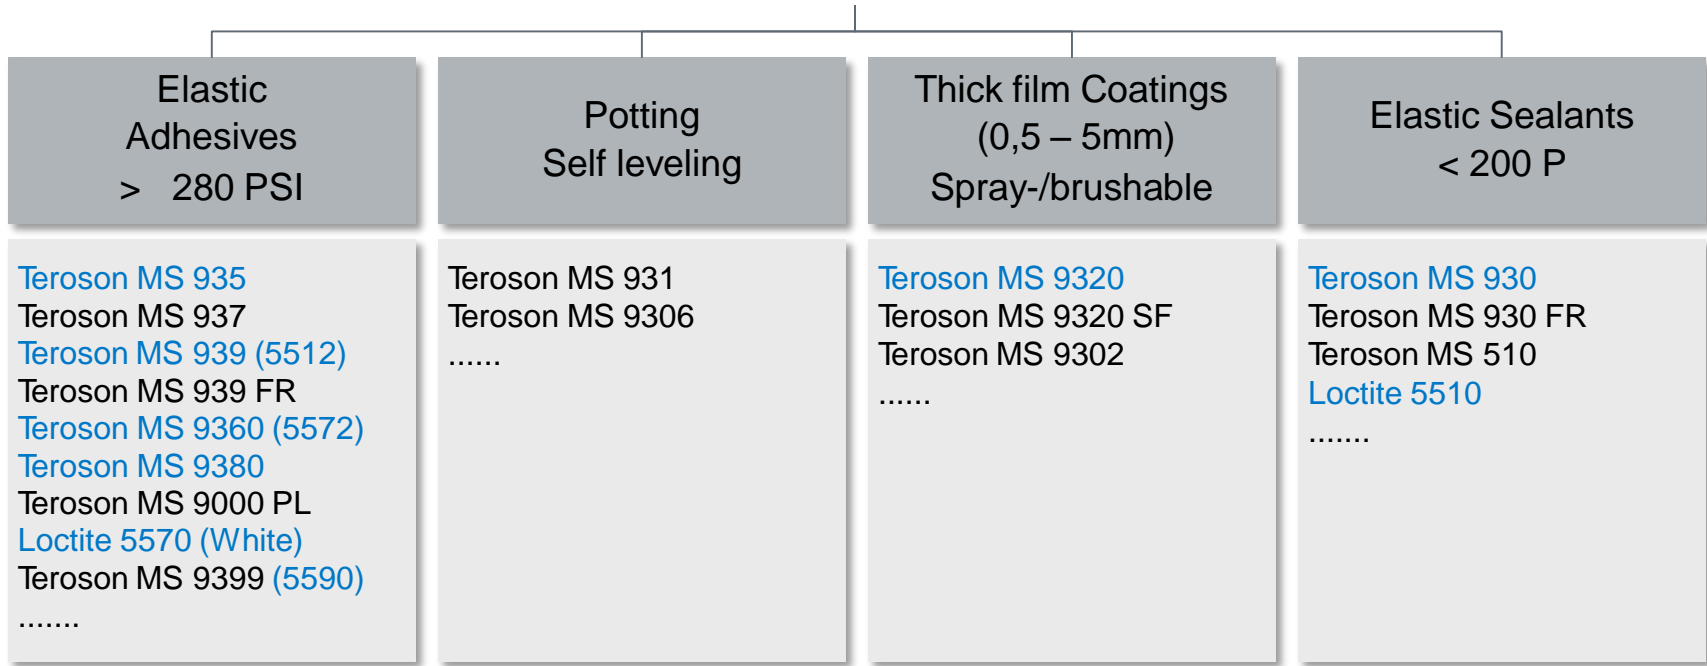 Elastic
Adhesives
> 280 PSI
Teroson MS 935
Teroson MS 937
Teroson MS 939 (5512)
Teroson MS 939 FR
Teroson MS 9360 (5572)
Teroson MS 9380
Teroson MS 9000 PL
Loctite 5570 (White)
Teroson MS 9399 (5590)
.......
Potting
Self leveling
Teroson MS 931
Teroson MS 9306
......
Thick film Coatings
(0,5 – 5mm)
Spray-/brushable
Teroson MS 9320
Teroson MS 9320 SF
Teroson MS 9302
......
Elastic Sealants
< 200 P
Teroson MS 930
Teroson MS 930 FR
Teroson MS 510
Loctite 5510
.......